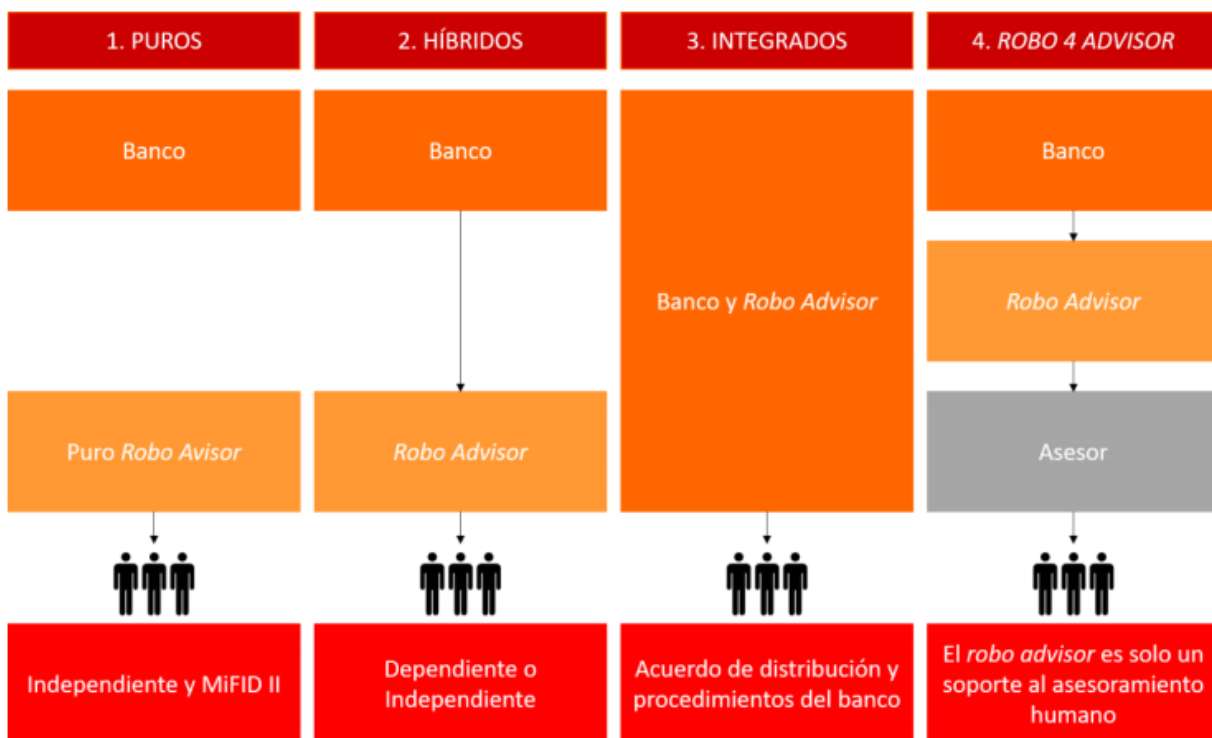 1. PUROS
2. HÍBRIDOS
3. INTEGRADOS
4. ROBO 4 ADVISOR
Banco
Banco
Banco y Robo Advisor
Banco
Robo Advisor
Puro Robo Avisor
Robo Advisor
Asesor
Independiente y MiFID II
Dependiente o
Independiente
Acuerdo de distribución y
procedimientos del banco
El robo advisor es solo un
soporte al asesoramiento
humano